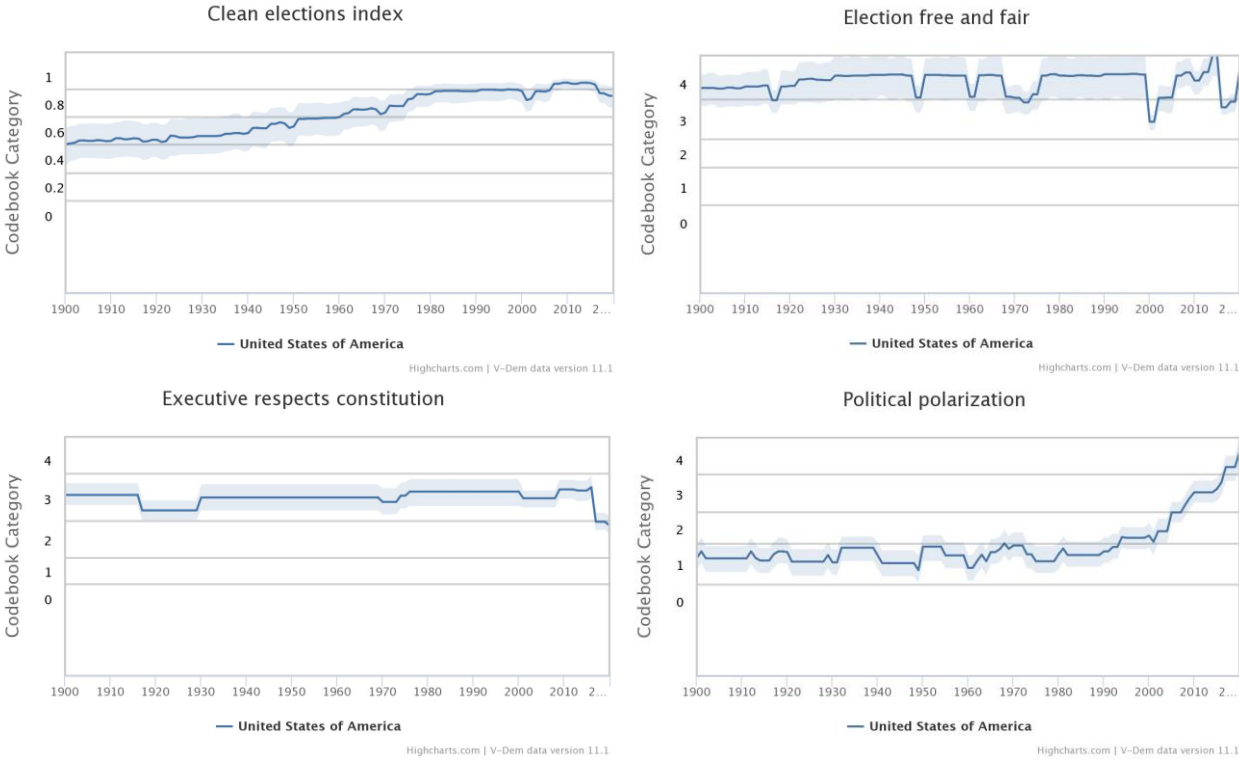 Clean elections index
Codebook Category
1
0.8
0.6
0.4
0.2
0
1900 1910 1920 1930 1940 1950 1960 1970 1980 1990 2000 2010 2...
United States of America
Highcharts.com | V-Dem data version 11.1
Election free and fair
Codebook Category
4
3
2
1
0
1900 1910 1920 1930 1940 1950 1960 1970 1980 1990 2000 2010 2...
United States of America
Highcharts.com | V-Dem data version 11.1
Executive respects constitution
Codebook Category
4
3
2
1
0
1900 1910 1920 1930 1940 1950 1960 1970 1980 1990 2000 2010 2...
United States of America
Highcharts.com | V-Dem data version 11.1
Political polarization
Codebook Category
4
3
2
1
0
1900 1910 1920 1930 1940 1950 1960 1970 1980 1990 2000 2010 2...
United States of America
Highcharts.com | V-Dem data version 11.1